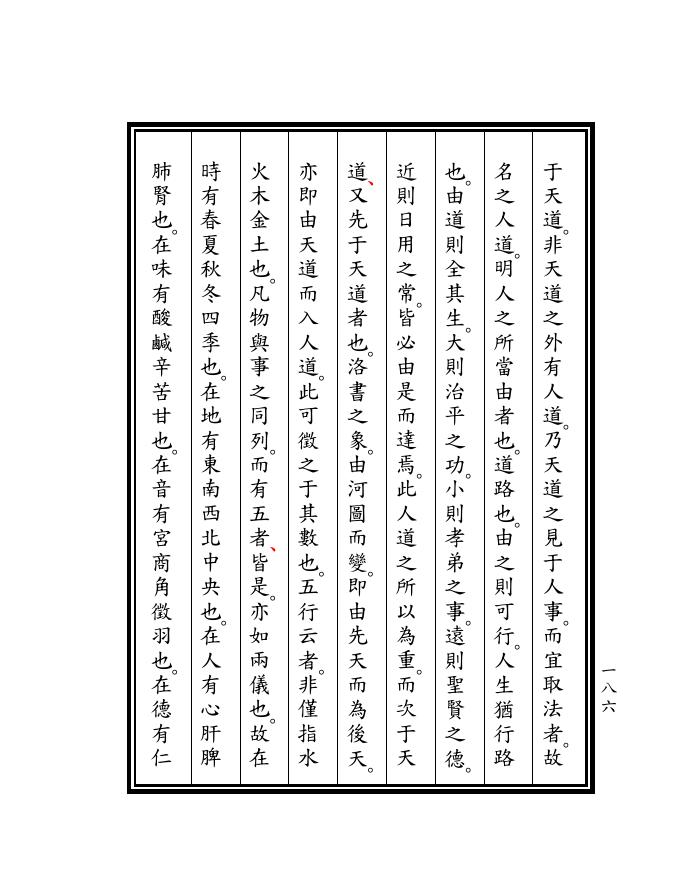 于天道。非天道之外有人道。乃天道之見于人事。而宜取法者。故
名之人道。明人之所當由者也。道路也。由之則可行。人生猶行路
也。由道則全其生。大則治平之功。小則孝弟之事。遠則聖賢之德。
近則日用之常。皆必由是而達焉。此人道之所以為重。而次于天
道、又先于天道者也。洛書之象。由河圖而變。即由先天而為後天。
亦即由天道而入人道。此可徵之于其數也。五行云者。非僅指水
火木金土也。凡物與事之同列。而有五者、皆是。亦如兩儀也。故在
時有春夏秋冬四季也。在地有東南西北中央也。在人有心肝脾
肺腎也。在味有酸鹹辛苦甘也。在音有宮商角徵羽也。在德有仁
一八六